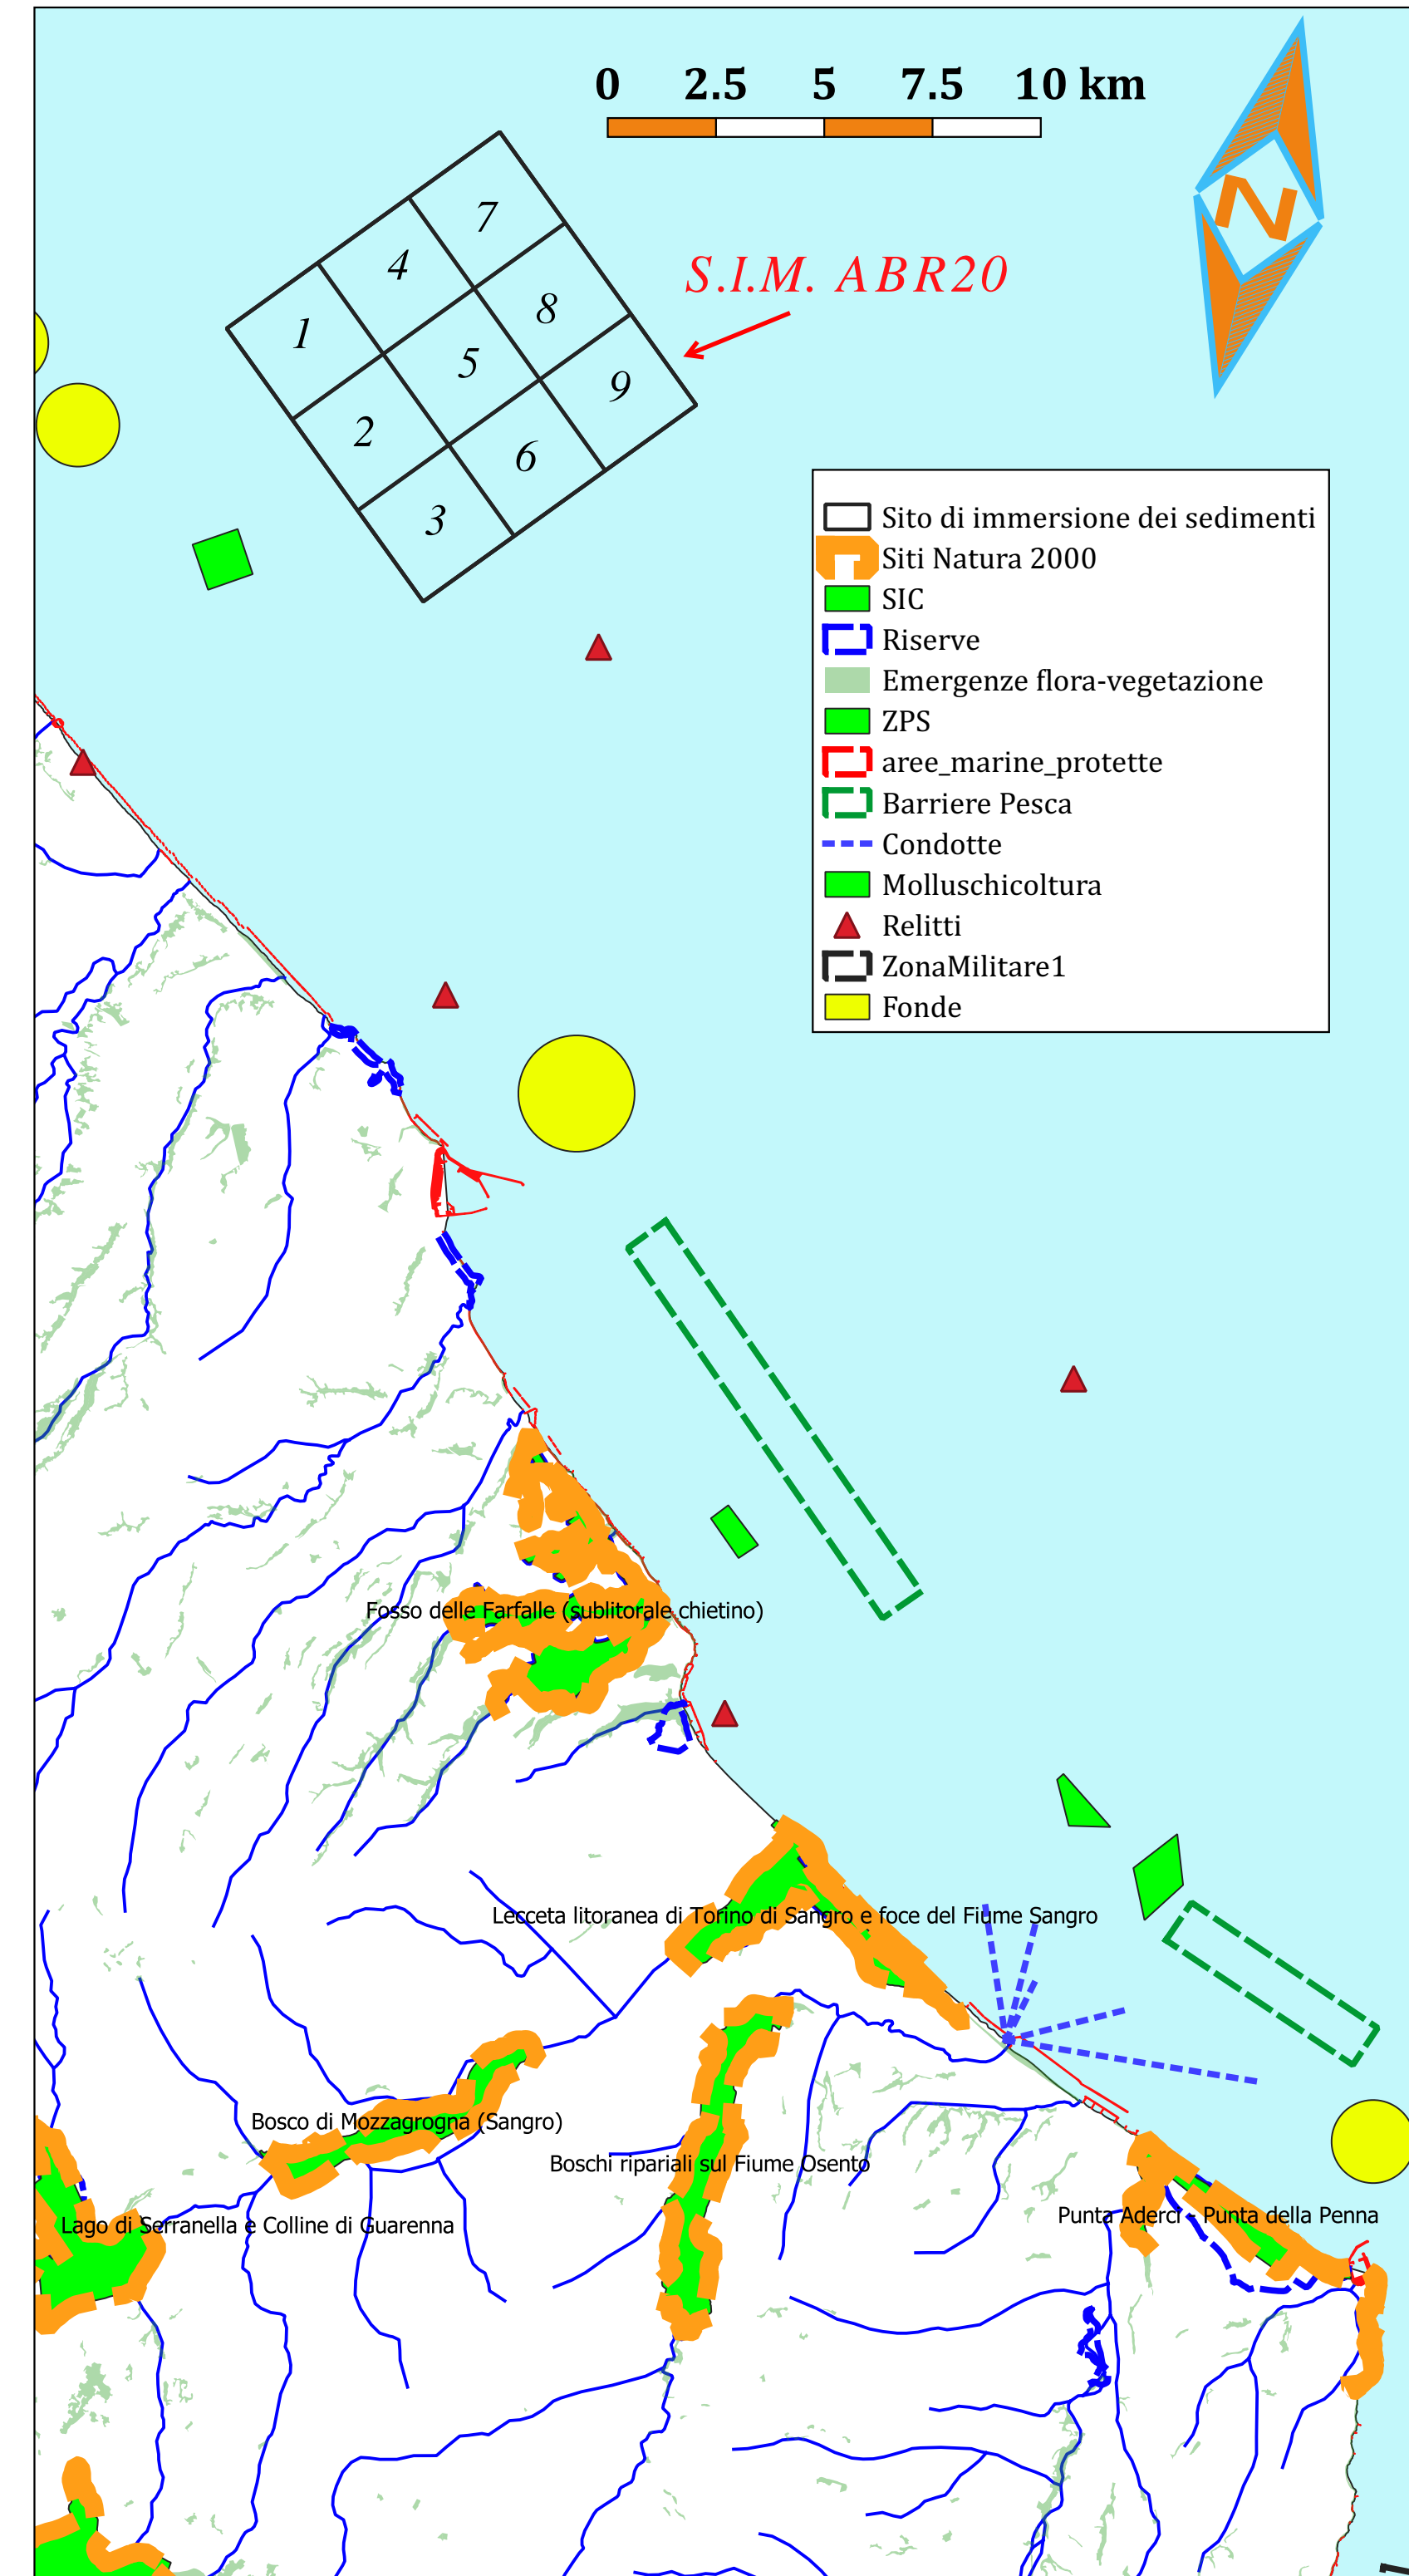 0 2.5 5 7.5 10 km
N
7
4
S.I.M. ABR20
8
1
5
9
2
6
3
Sito di immersione dei sedimenti
Siti Natura 2000
SIC
Riserve
Emergenze flora-vegetazione
ZPS
aree_marine_protette
Barriere Pesca
Condotte
Molluschicoltura
Relitti
ZonaMilitare1
Fonde
Fosso delle Farfalle (sublitorale chietino)
Lecceta litoranea di Torino di Sangro e foce del Fiume Sangro
Bosco di Mozzagrogna (Sangro)
Boschi ripariali sul Fiume Osento
Punta Aderci - Punta della Penna
Lago di Serranella e Colline di Guarenna